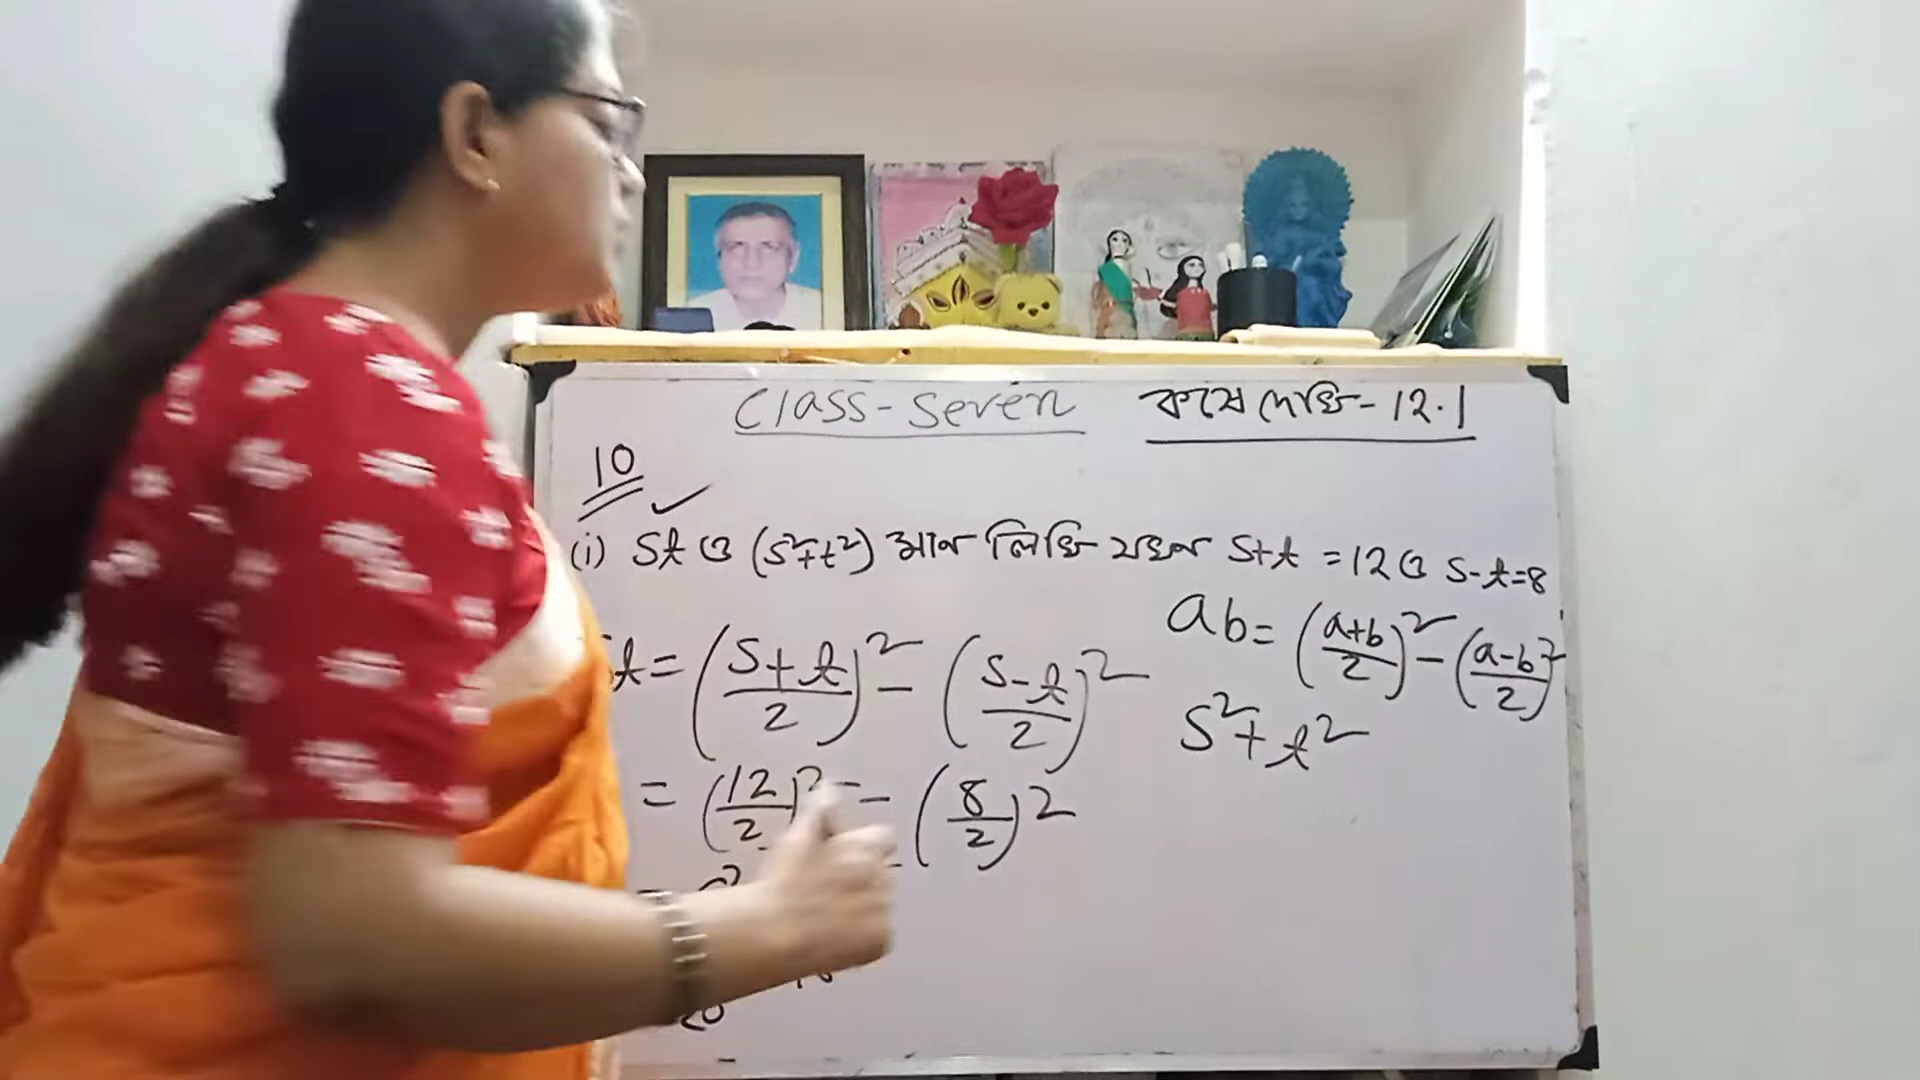 Class-Seven কষে দেখি-12.1
10
(i) st ও (s²+t²) মান লিখি যখন s+t =12 ও s-t=8
st = (s+t/2)² - (s-t/2)²
ab = (a+b/2)² - (a-b/2)²
s²+t²
= (12/2)² - (8/2)²
=
20